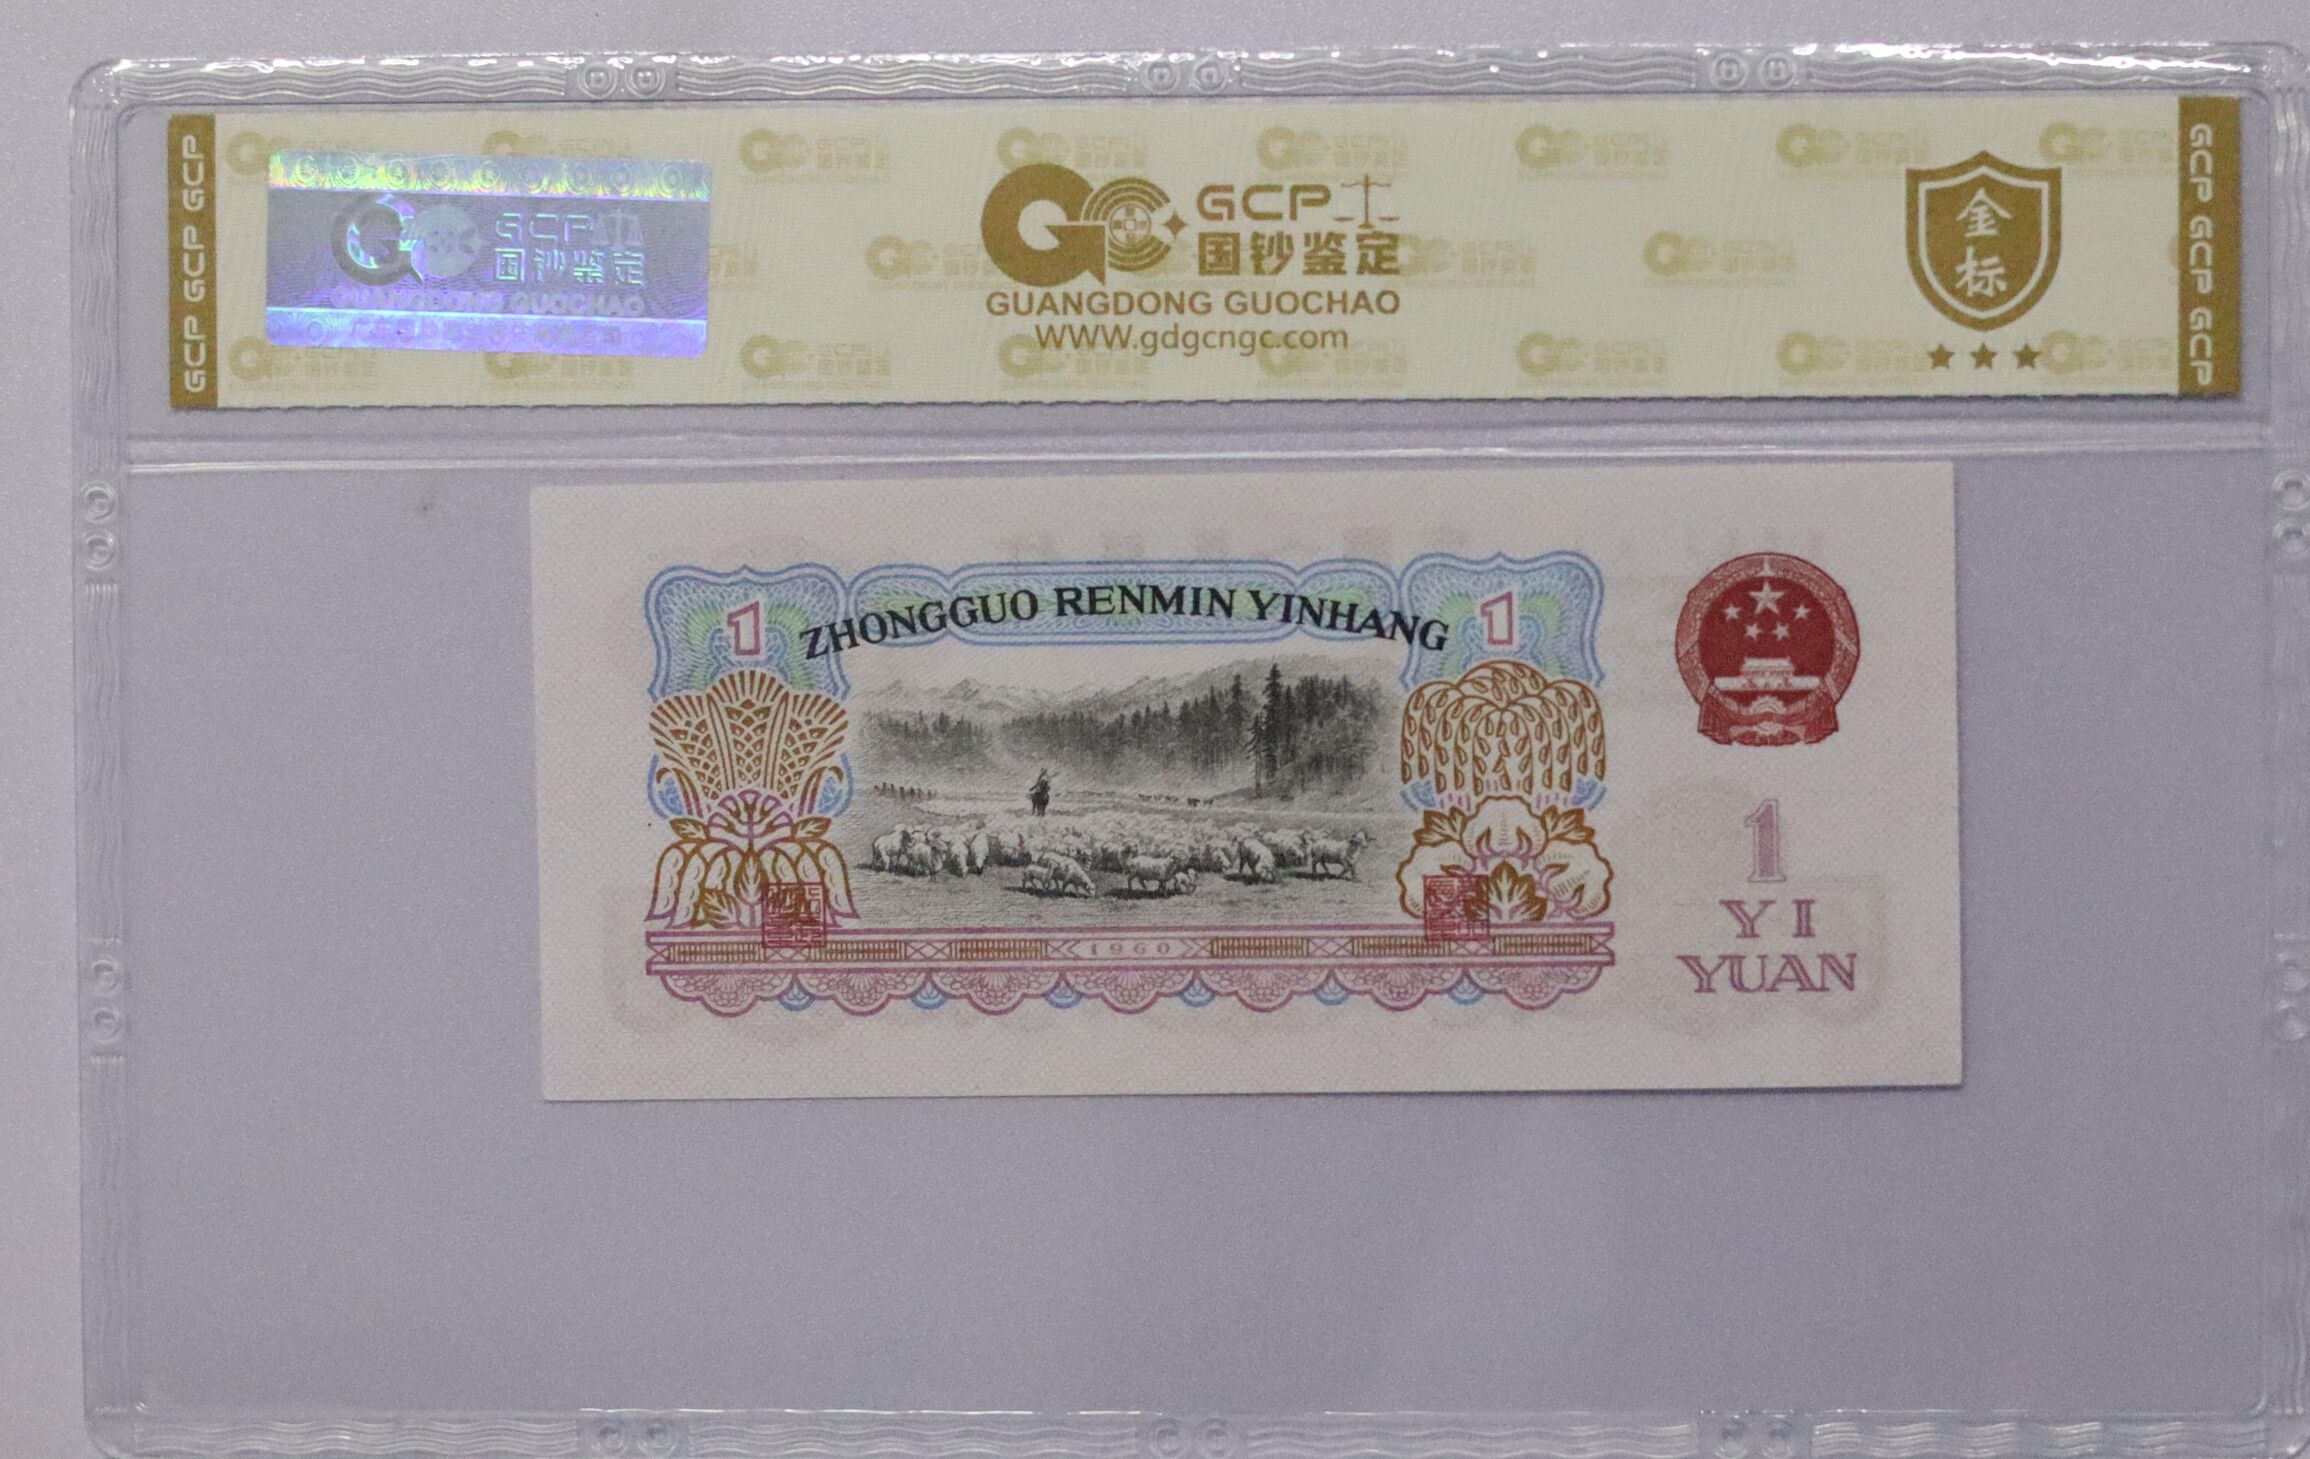 GCP GCP GCP
GCP
国钞鉴定
GUANGDONG GUOCHAO
GCP
国钞鉴定
GUANGDONG GUOCHAO
WWW.gdgcngc.com
金
标
GCP GCP GCP
1
ZHONGGUO RENMIN YINHANG
1
1960
1
YI
YUAN